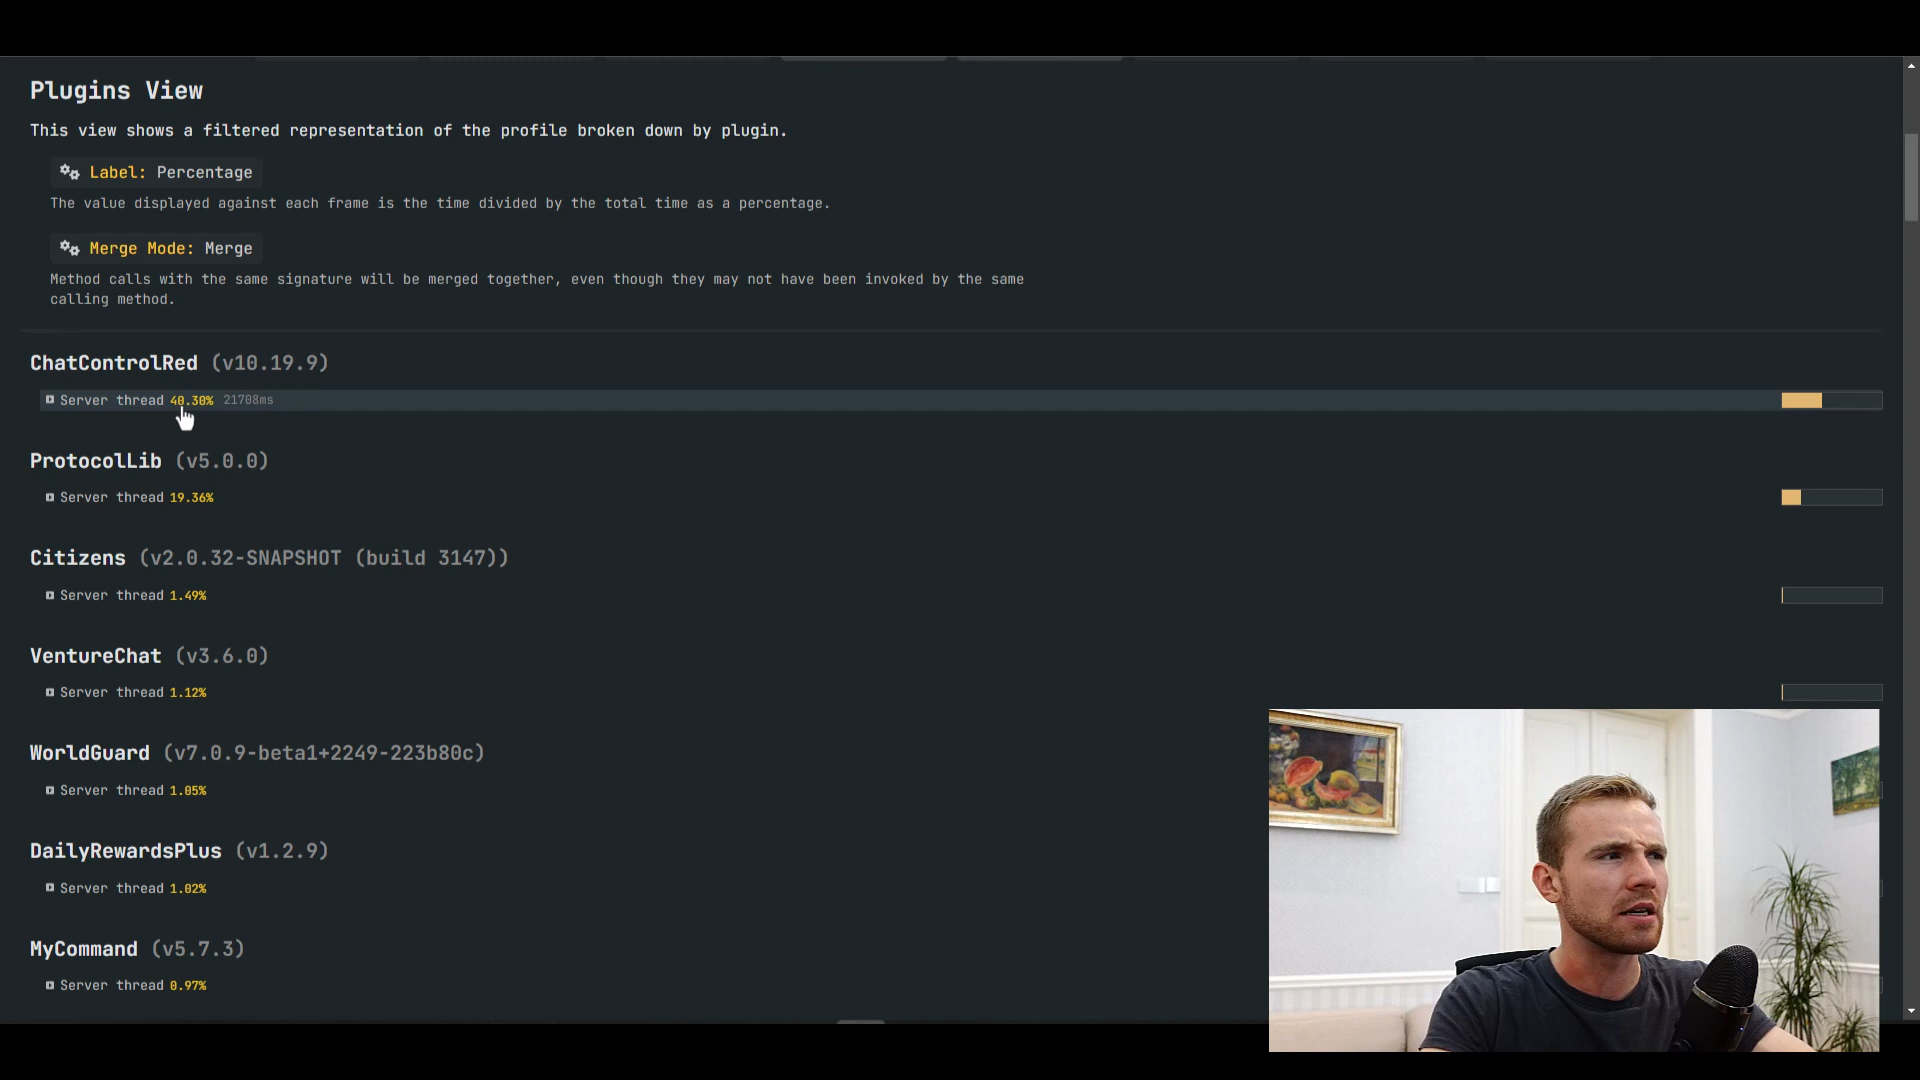 Plugins View
This view shows a filtered representation of the profile broken down by plugin.
Label: Percentage
The value displayed against each frame is the time divided by the total time as a percentage.
Merge Mode: Merge
Method calls with the same signature will be merged together, even though they may not have been invoked by the same
calling method.
ChatControlRed (v10.19.9)
Server thread 40.30% 21708ms
ProtocolLib (v5.0.0)
Server thread 19.36%
Citizens (v2.0.32-SNAPSHOT (build 3147))
Server thread 1.49%
VentureChat (v3.6.0)
Server thread 1.12%
WorldGuard (v7.0.9-beta1+2249-223b80c)
Server thread 1.05%
DailyRewardsPlus (v1.2.9)
Server thread 1.02%
MyCommand (v5.7.3)
Server thread 0.97%